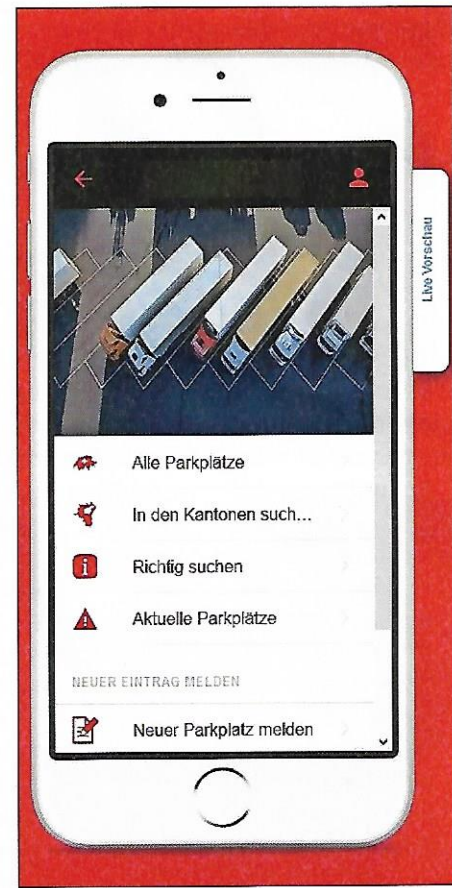 Alle Parkplätze
In den Kantonen such...
Richtig suchen
Aktuelle Parkplätze
NEUER EINTRAG MELDEN
Neuer Parkplatz melden
Live Vorschau